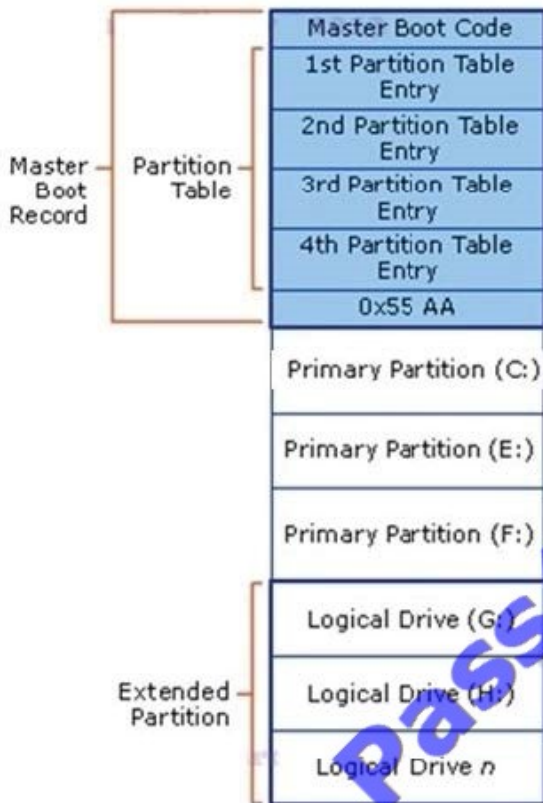 Master Boot Code
1st Partition Table
Entry
2nd Partition Table
Entry
Master
Boot
Record
Partition
Table
3rd Partition Table
Entry
4th Partition Table
Entry
0x55 AA
Primary Partition (C:)
Primary Partition (E:)
Primary Partition (F:)
Logical Drive (G:)
Extended
Partition
Logical Drive (H:)
Logical Drive n
Pass